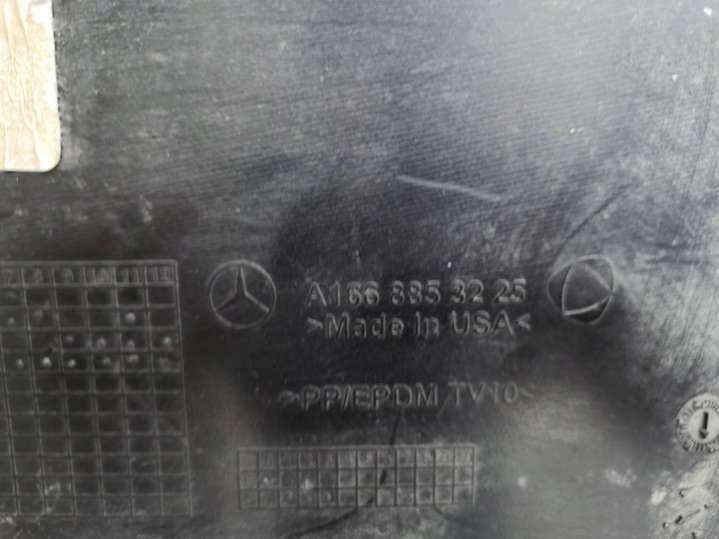 A166 885 32 25
>Made In USA<
>PP/EPDM TV10<